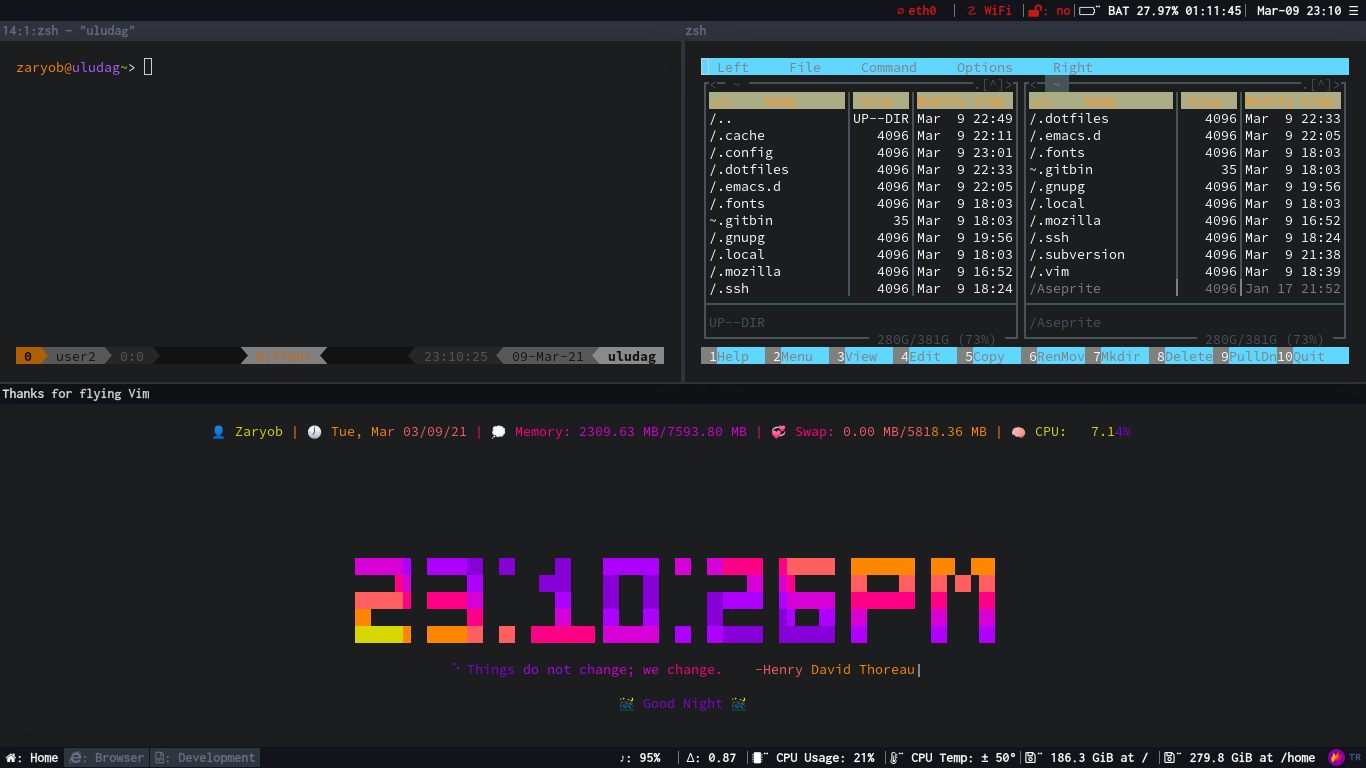 eth0 | WiFi | : no | BAT 27.97% 01:11:45 | Mar-09 23:10 ☰
14:1:zsh - "uludag"
zaryob@uludag~>
0 user2 0:0 23:10:25 09-Mar-21 uludag
zsh
Left File Command Options Right
<─ ~ .[^]>
/.. UP--DIR Mar 9 22:49
/.cache 4096 Mar 9 22:11
/.config 4096 Mar 9 23:01
/.dotfiles 4096 Mar 9 22:33
/.emacs.d 4096 Mar 9 22:05
/.fonts 4096 Mar 9 18:03
~.gitbin 35 Mar 9 18:03
/.gnupg 4096 Mar 9 19:56
/.local 4096 Mar 9 18:03
/.mozilla 4096 Mar 9 16:52
/.ssh 4096 Mar 9 18:24
UP--DIR
280G/381G (73%)
<─ ~ .[^]>
/.dotfiles 4096 Mar 9 22:33
/.emacs.d 4096 Mar 9 22:05
/.fonts 4096 Mar 9 18:03
~.gitbin 35 Mar 9 18:03
/.gnupg 4096 Mar 9 19:56
/.local 4096 Mar 9 18:03
/.mozilla 4096 Mar 9 16:52
/.ssh 4096 Mar 9 18:24
/.subversion 4096 Mar 9 21:38
/.vim 4096 Mar 9 18:39
/Aseprite 4096 Jan 17 21:52
/Aseprite
280G/381G (73%)
1Help 2Menu 3View 4Edit 5Copy 6RenMov 7Mkdir 8Delete 9PullDn 10Quit
Thanks for flying Vim
👤 Zaryob | 🕖 Tue, Mar 03/09/21 | 💭 Memory: 2309.63 MB/7593.80 MB | 💞 Swap: 0.00 MB/5818.36 MB | 🧠 CPU: 7.14%
23:10:26PM
Things do not change; we change. -Henry David Thoreau|
🎊 Good Night 🎊
: Home : Browser : Development ♪: 95% | Δ: 0.87 | CPU Usage: 21% | CPU Temp: ± 50° | 186.3 GiB at / | 279.8 GiB at /home TR